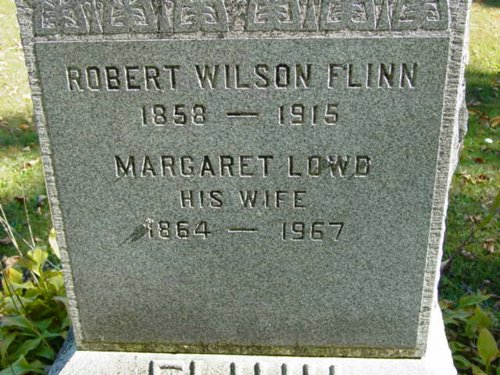 ROBERT WILSON FLINN
1858 — 1915
MARGARET LOWD
HIS WIFE
1864 — 1967